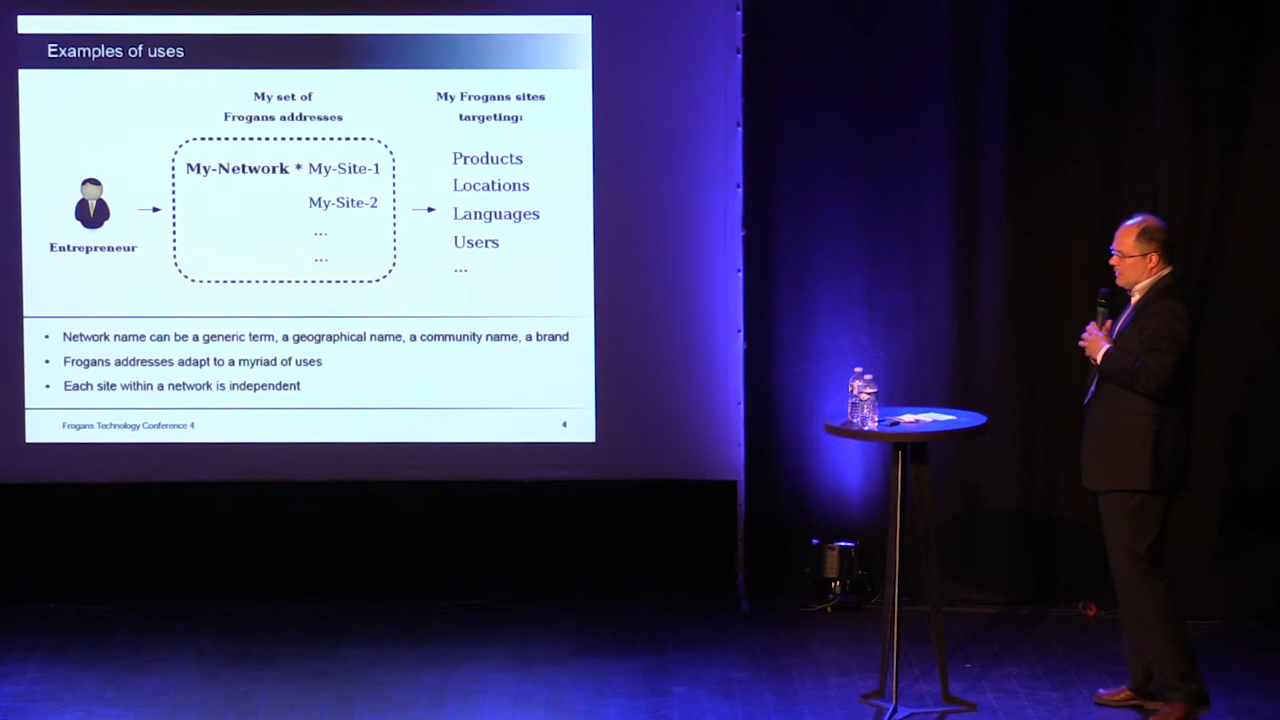 Examples of uses
My set of
Frogans addresses
My Frogans sites
targeting:
My-Network * My-Site-1
My-Site-2
...
...
Entrepreneur
Products
Locations
Languages
Users
...
• Network name can be a generic term, a geographical name, a community name, a brand
• Frogans addresses adapt to a myriad of uses
• Each site within a network is independent
Frogans Technology Conference 4
4